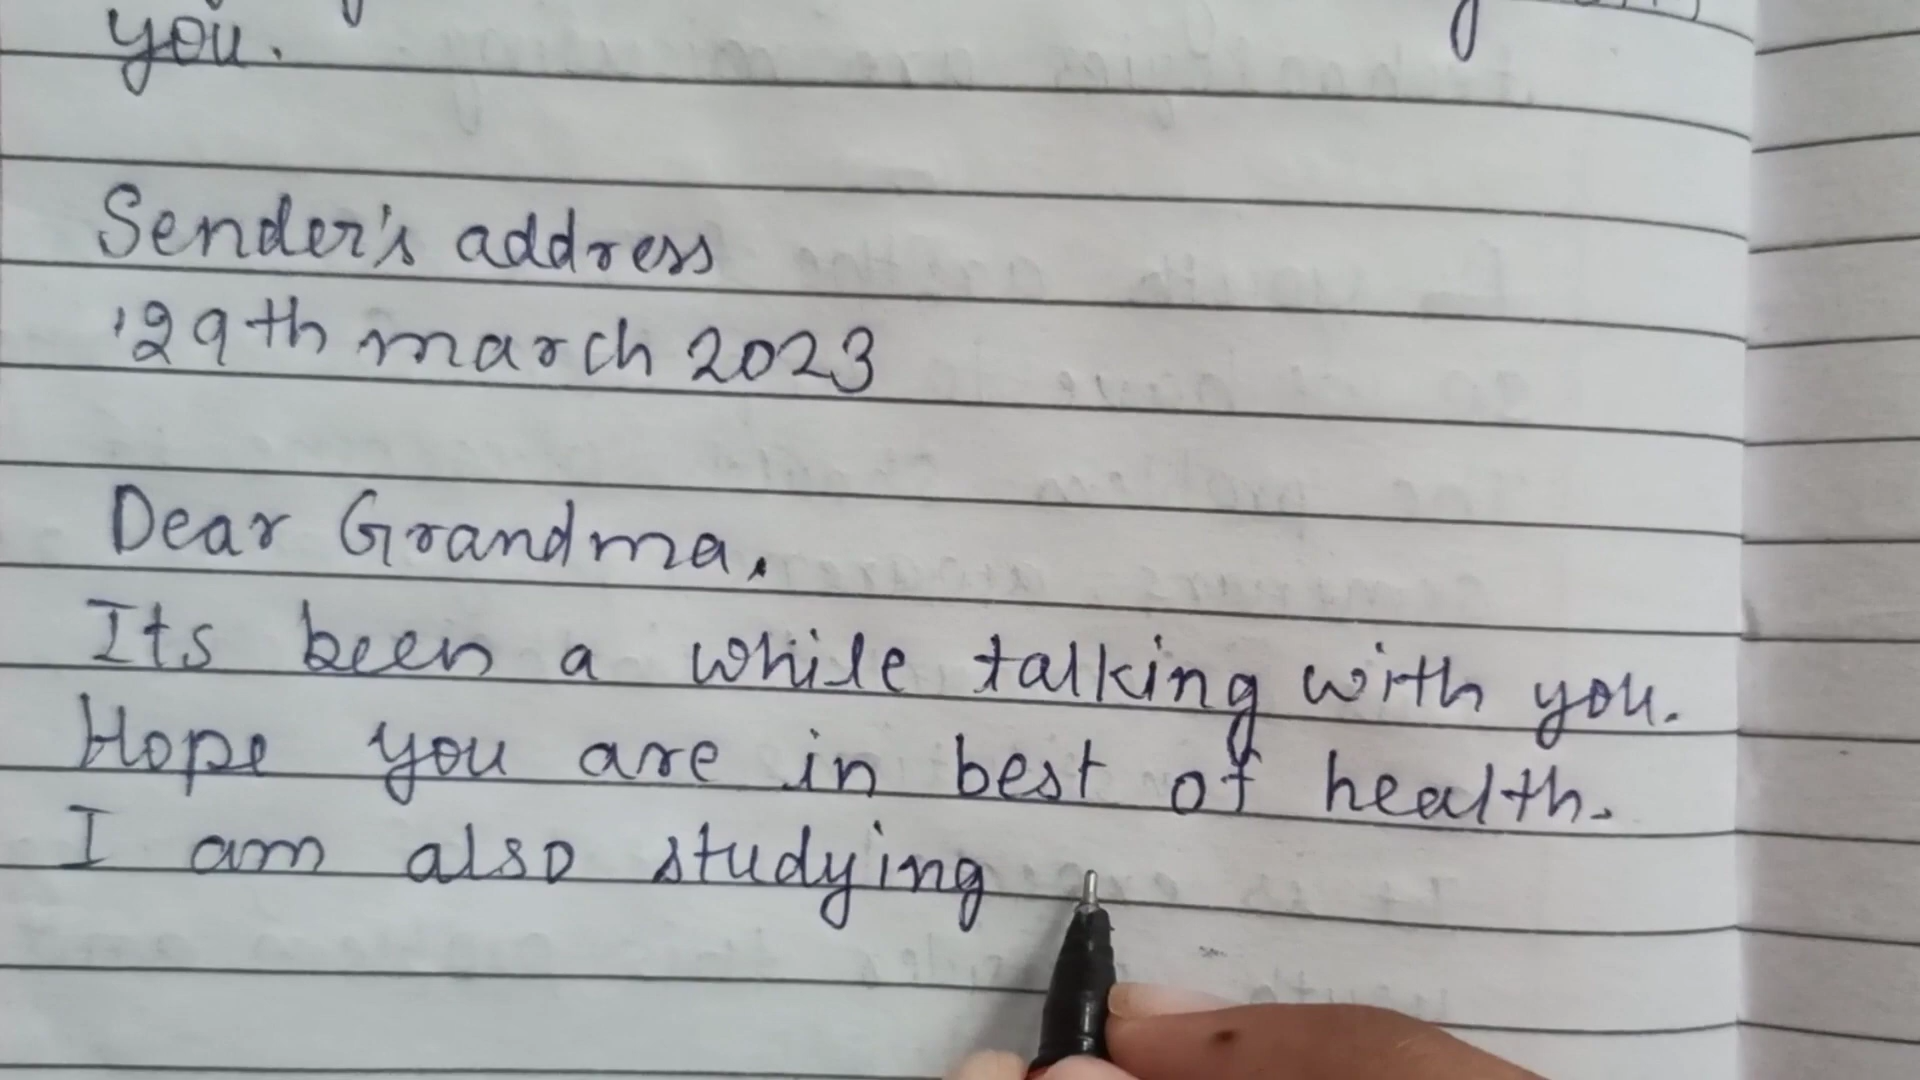 you.
Sender's address
29th march 2023
Dear Grandma.
Its been a while talking with you.
Hope you are in best of health.
I am also studying